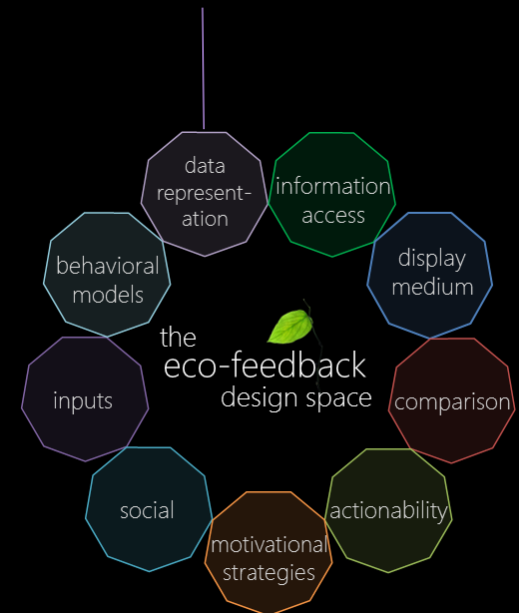 data
represent-
ation
information
access
display
medium
comparison
actionability
motivational
strategies
social
inputs
behavioral
models
the
eco-feedback
design space